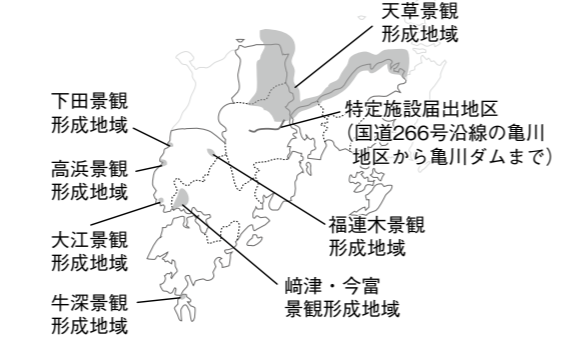 天草景観
形成地域
下田景観
形成地域
特定施設届出地区
（国道266号沿線の亀川
地区から亀川ダムまで）
高浜景観
形成地域
福連木景観
形成地域
大江景観
形成地域
﨑津・今富
景観形成地域
牛深景観
形成地域